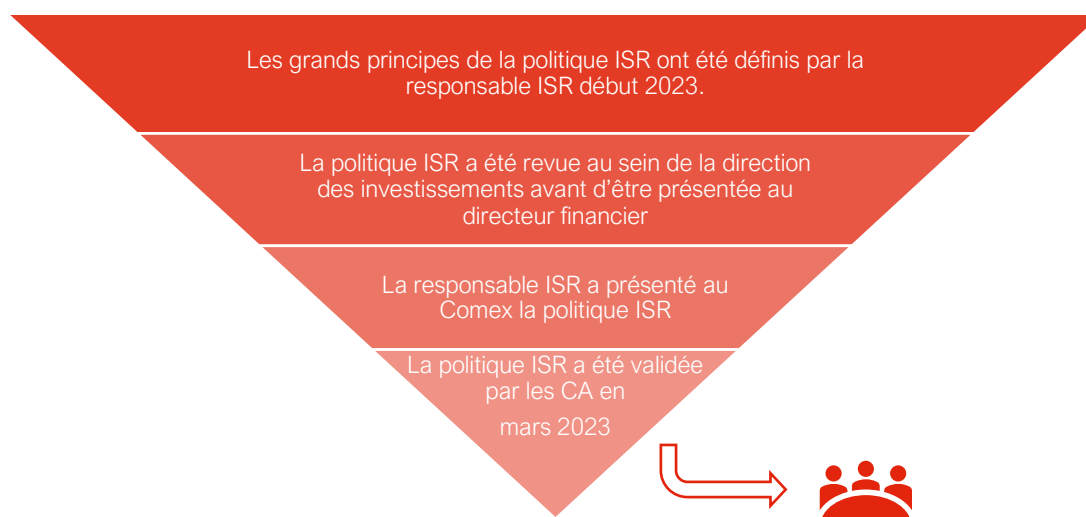 Les grands principes de la politique ISR ont été définis par la
responsable ISR début 2023.
La politique ISR a été revue au sein de la direction
des investissements avant d’être présentée au
directeur financier
La responsable ISR a présenté au
Comex la politique ISR
La politique ISR a été validée
par les CA en
mars 2023